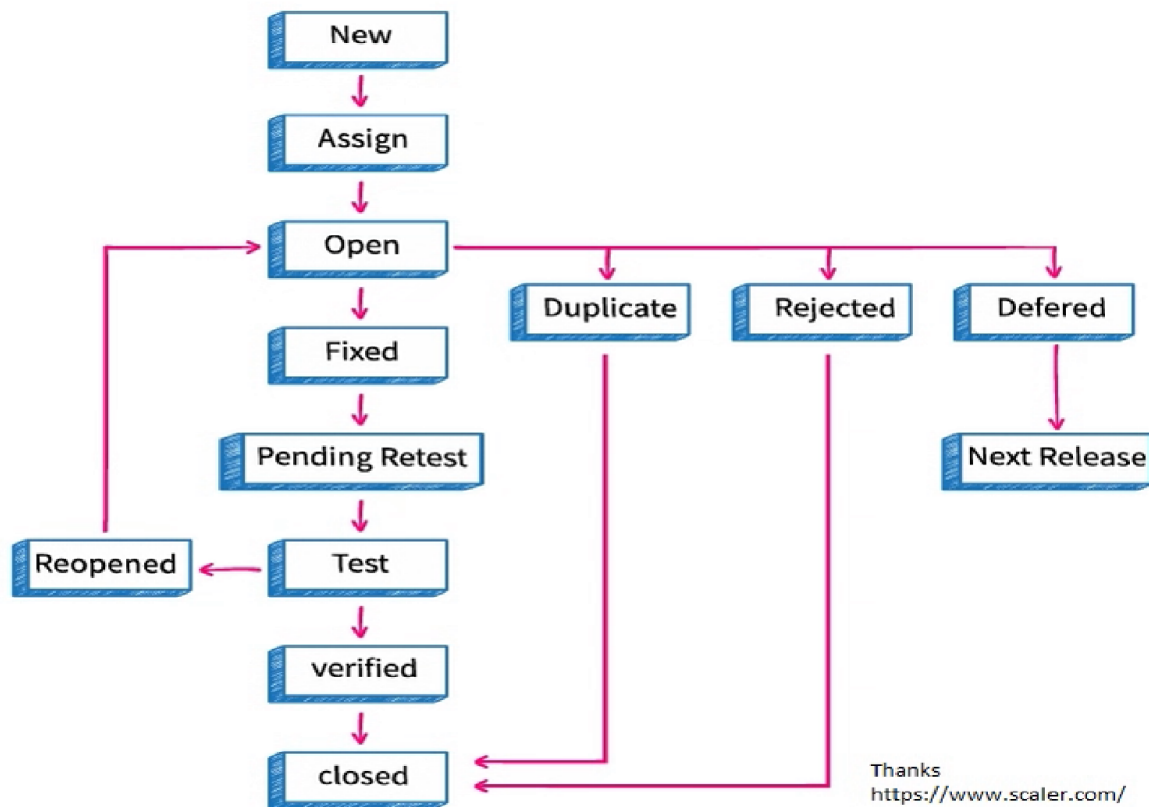 New
Assign
Open
Duplicate
Rejected
Defered
Fixed
Pending Retest
Next Release
Reopened
Test
verified
closed
Thanks
https://www.scaler.com/